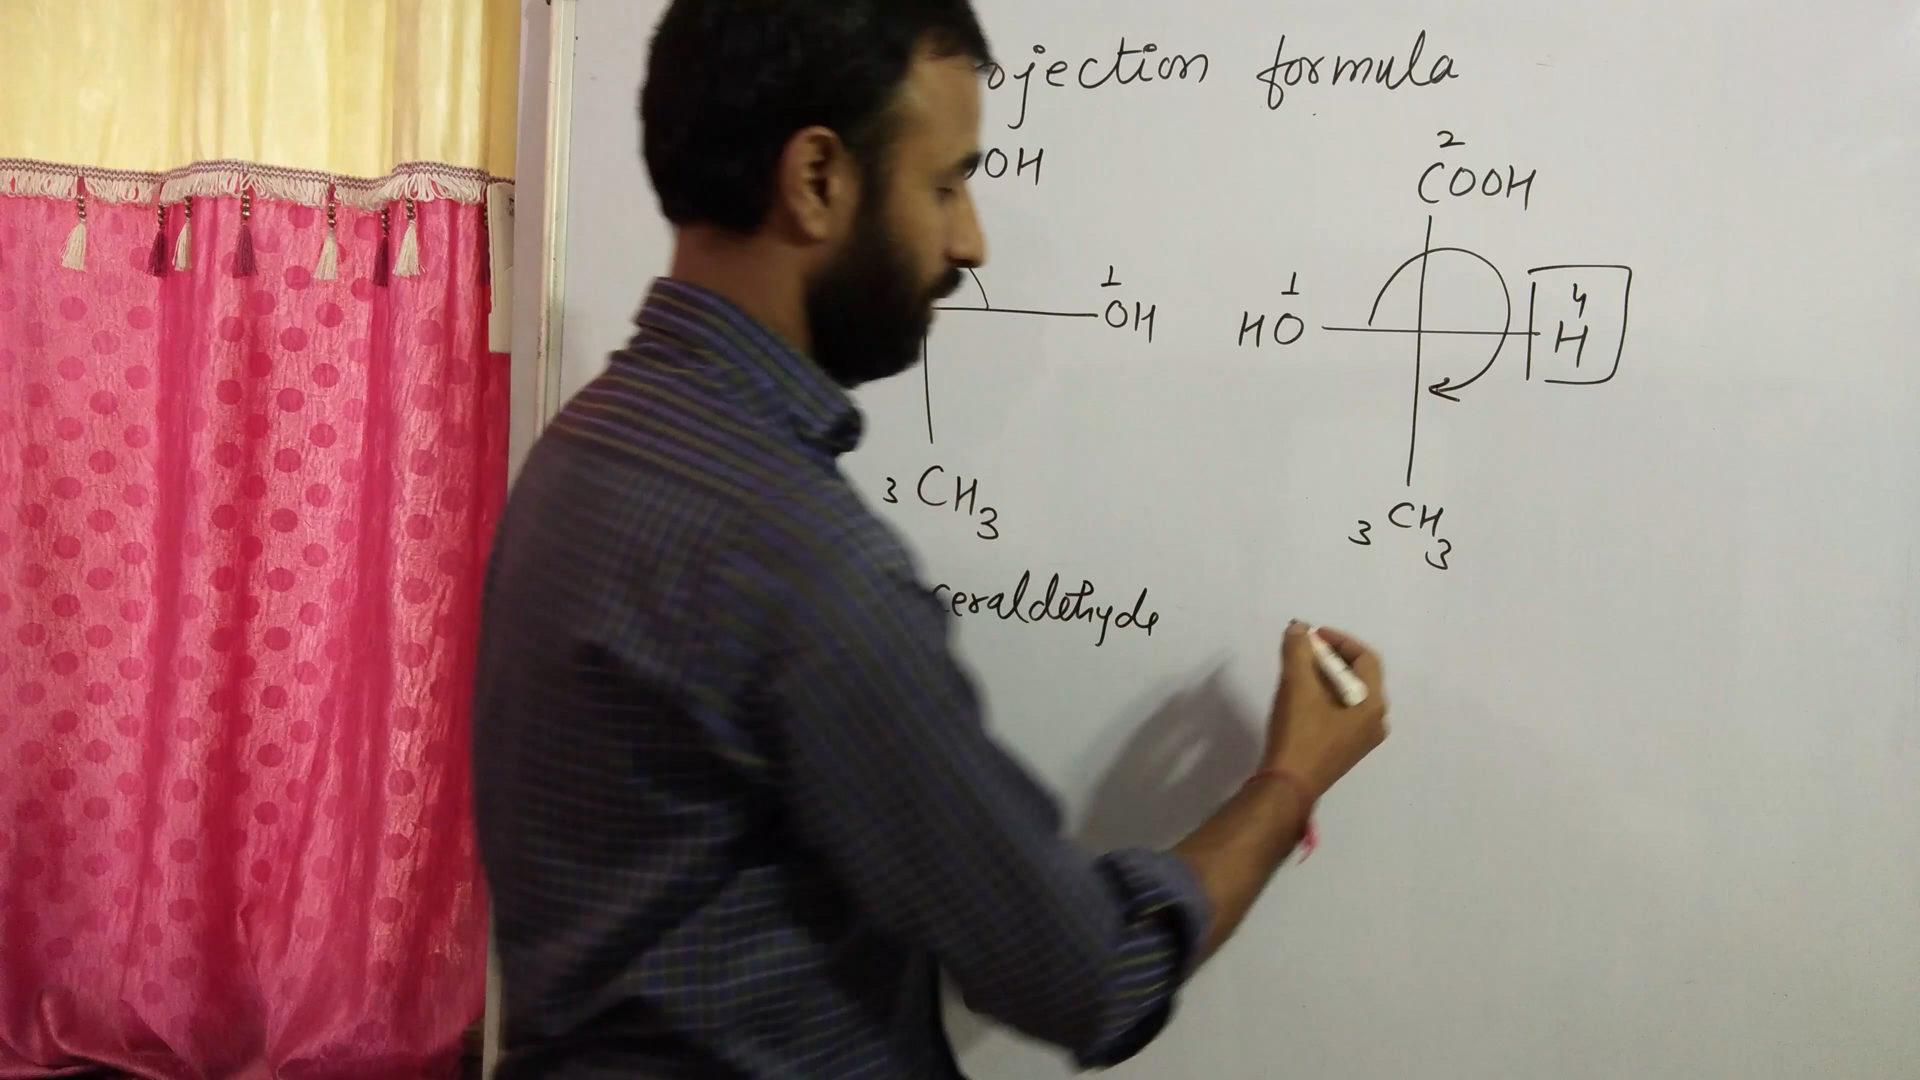 ojection formula
OH
2
COOH
1
OH
1
HO
4
H
3 CH3
3 CH3
ceraldehyde